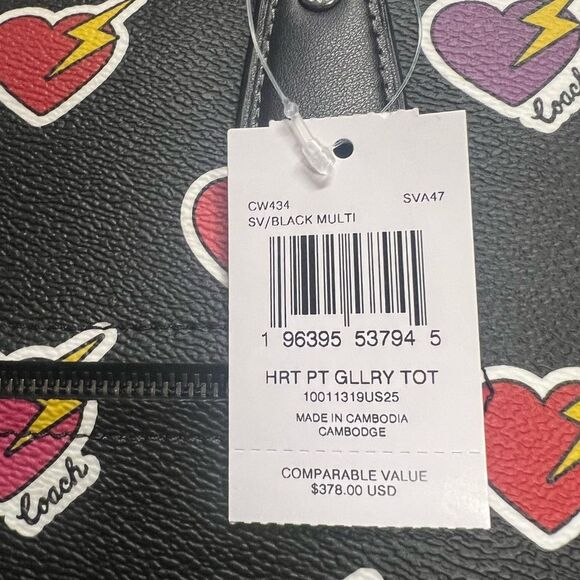 Coach
Coach
CW434 SVA47
SV/BLACK MULTI
1 96395 53794 5
HRT PT GLLRY TOT
10011319US25
MADE IN CAMBODIA
CAMBODGE
COMPARABLE VALUE
$378.00 USD
Coach